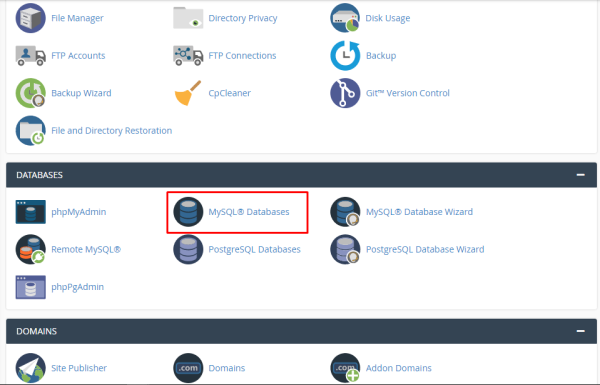 File Manager
Directory Privacy
Disk Usage
FTP Accounts
FTP Connections
Backup
Backup Wizard
CpCleaner
Git™ Version Control
File and Directory Restoration
DATABASES
phpMyAdmin
MySQL® Databases
MySQL® Database Wizard
Remote MySQL®
PostgreSQL Databases
PostgreSQL Database Wizard
phpPgAdmin
DOMAINS
Site Publisher
.com
Domains
.com
Addon Domains